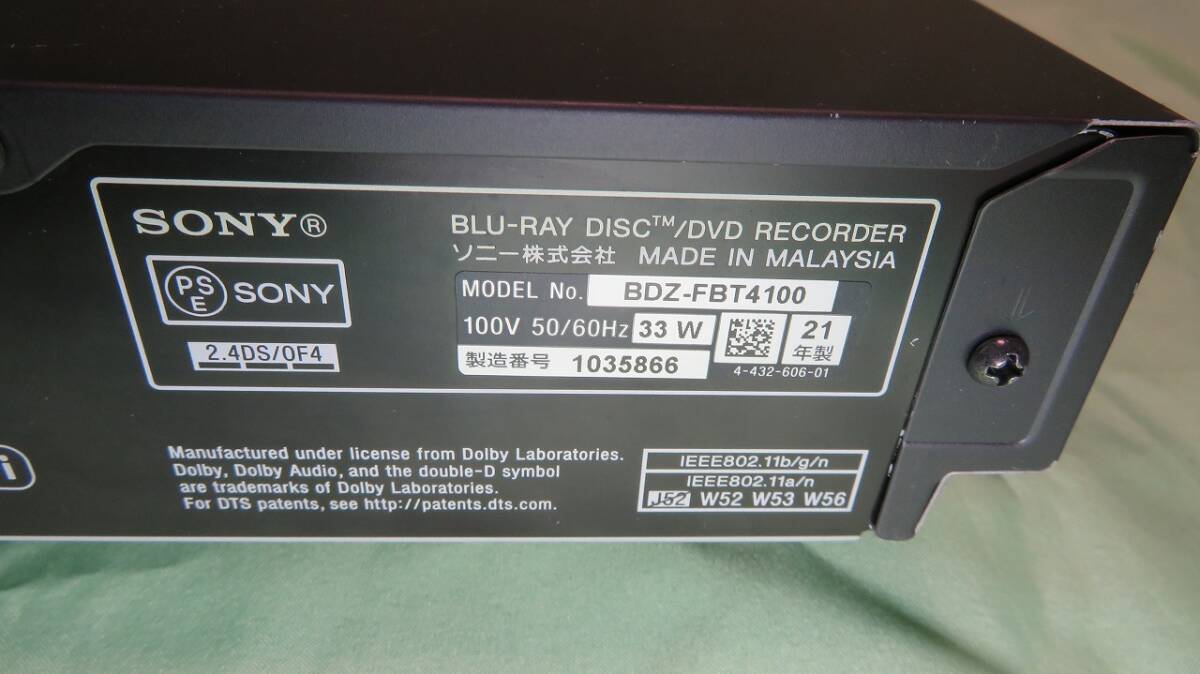 SONY®
BLU-RAY DISC™/DVD RECORDER
ソニー株式会社 MADE IN MALAYSIA
PSE SONY
MODEL No. BDZ-FBT4100
100V 50/60Hz 33 W
21年製
2.4DS/OF4
製造番号 1035866
4-432-606-01
Manufactured under license from Dolby Laboratories.
Dolby, Dolby Audio, and the double-D symbol
are trademarks of Dolby Laboratories.
For DTS patents, see http://patents.dts.com.
IEEE802.11b/g/n
IEEE802.11a/n
J52 W52 W53 W56
i